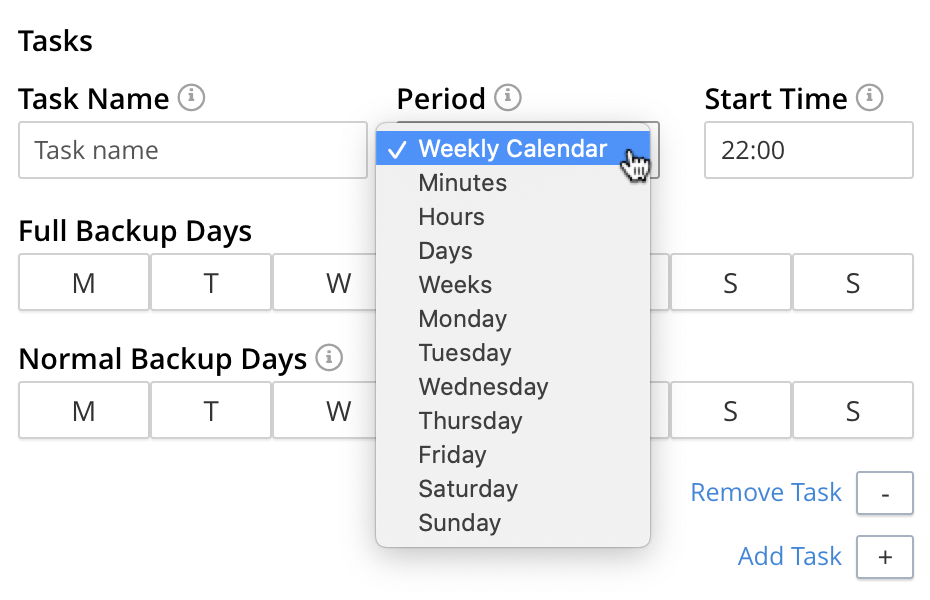 Tasks
Task Name Period Start Time
Task name ✓ Weekly Calendar 22:00
Minutes
Hours
Full Backup Days
Days
M T W Weeks S S
Monday
Normal Backup Days Tuesday
Wednesday
M T W Thursday S S
Friday
Saturday
Remove Task -
Sunday
Add Task +